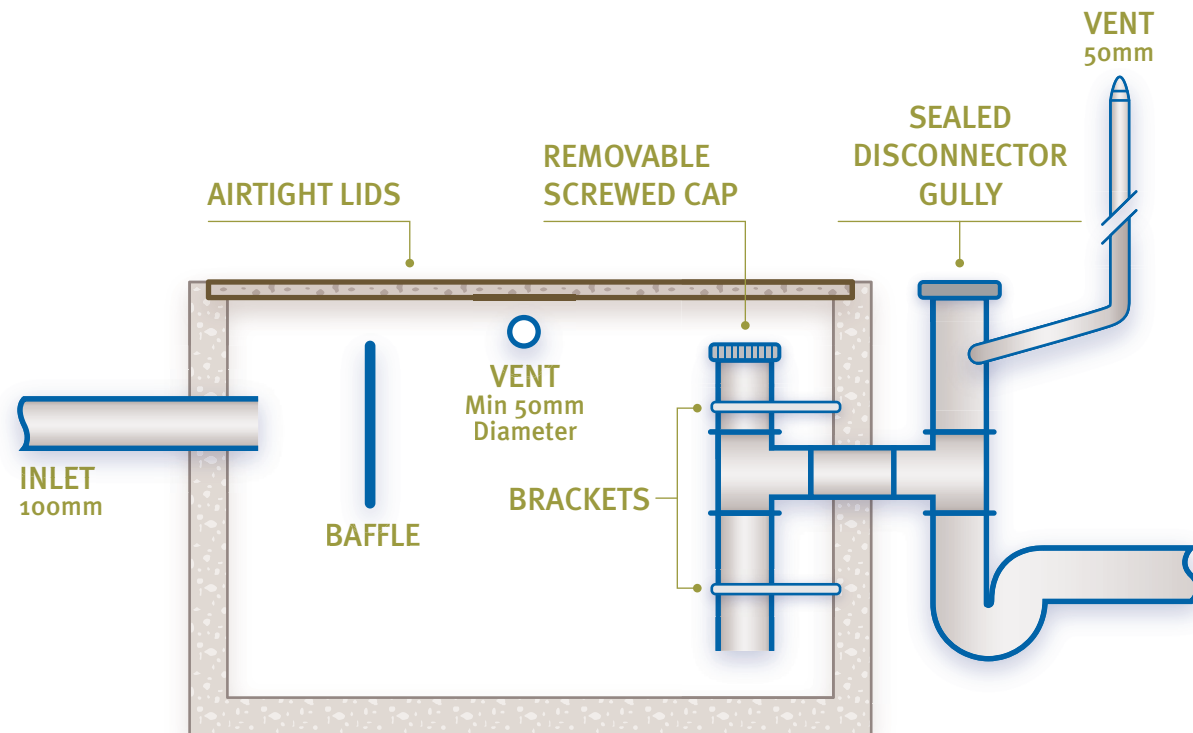 VENT
50mm
SEALED
DISCONNECTOR
GULLY
REMOVABLE
SCREWED CAP
AIRTIGHT LIDS
VENT
Min 50mm
Diameter
INLET
100mm
BRACKETS
BAFFLE